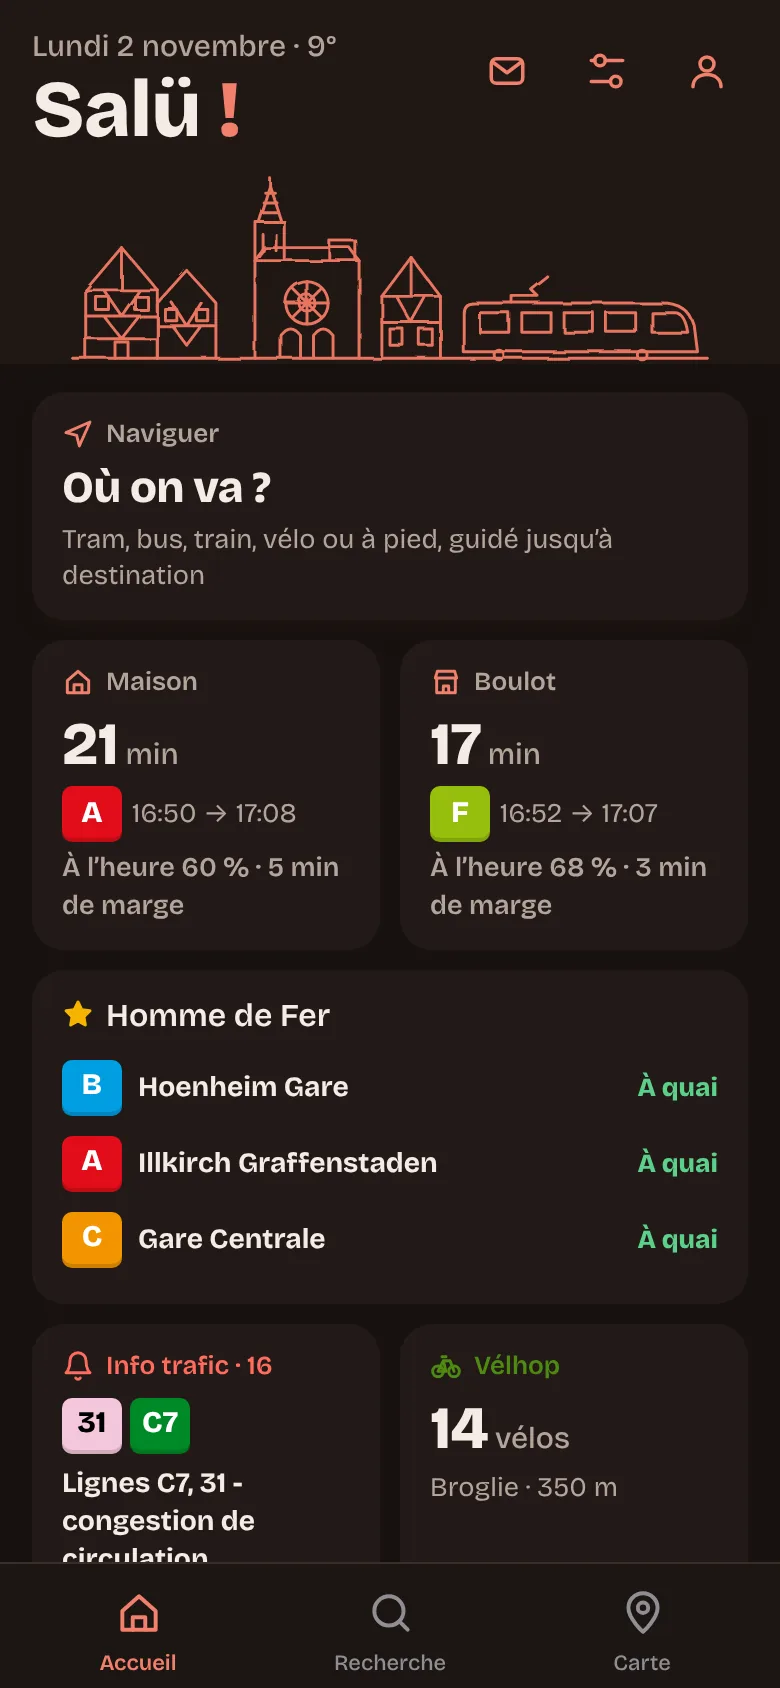 Lundi 2 novembre · 9°
Salü !
Naviguer
Où on va ?
Tram, bus, train, vélo ou à pied, guidé jusqu’à
destination
Maison
21 min
A 16:50 → 17:08
À l’heure 60 % · 5 min
de marge
Boulot
17 min
F 16:52 → 17:07
À l’heure 68 % · 3 min
de marge
Homme de Fer
B Hoenheim Gare À quai
A Illkirch Graffenstaden À quai
C Gare Centrale À quai
Info trafic · 16
31 C7
Lignes C7, 31 -
congestion de
circulation
Vélhop
14 vélos
Broglie · 350 m
Accueil
Recherche
Carte